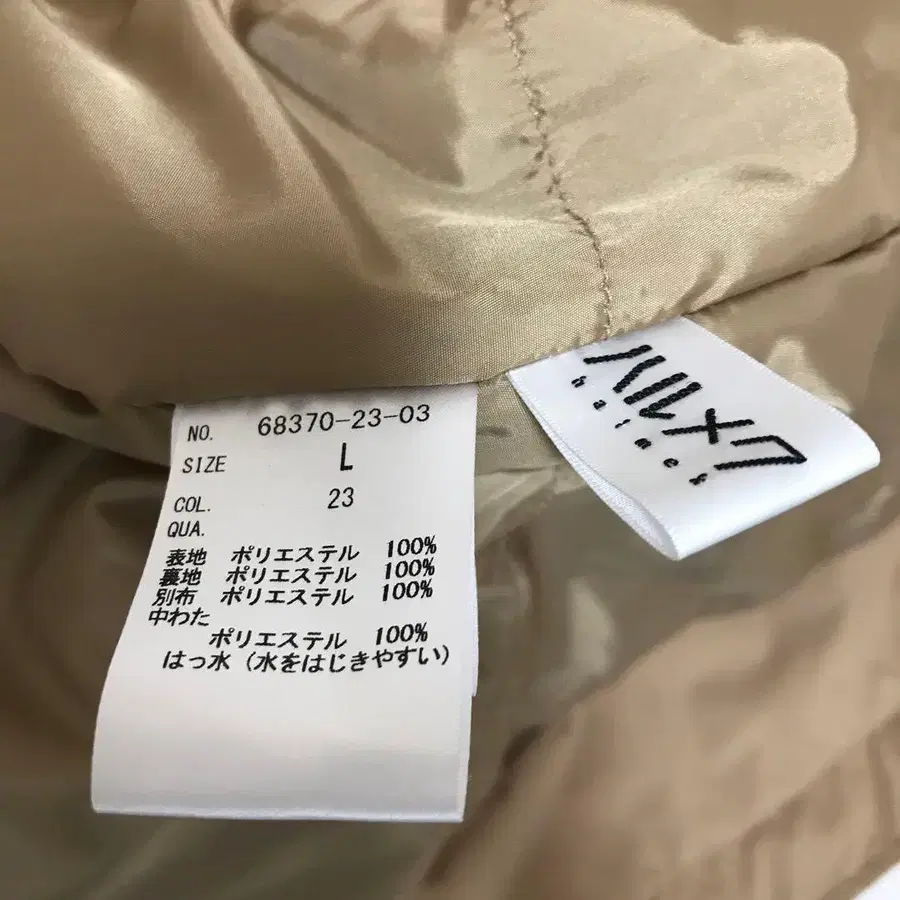 NO. 68370-23-03
SIZE L
COL. 23
QUA.
表地 ポリエステル 100%
裏地 ポリエステル 100%
別布 ポリエステル 100%
中わた
ポリエステル 100%
はっ水（水をはじきやすい）